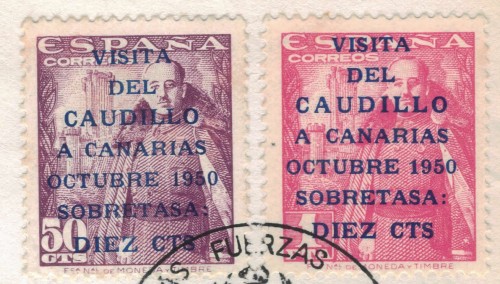 ESPAÑA
CORREOS
VISITA
DEL
CAUDILLO
A CANARIAS
OCTUBRE 1950
SOBRETASA:
DIEZ CTS
50
CTS
ESPAÑA
CORREOS
VISITA
DEL
CAUDILLO
A CANARIAS
OCTUBRE 1950
SOBRETASA:
DIEZ CTS
FUERZAS